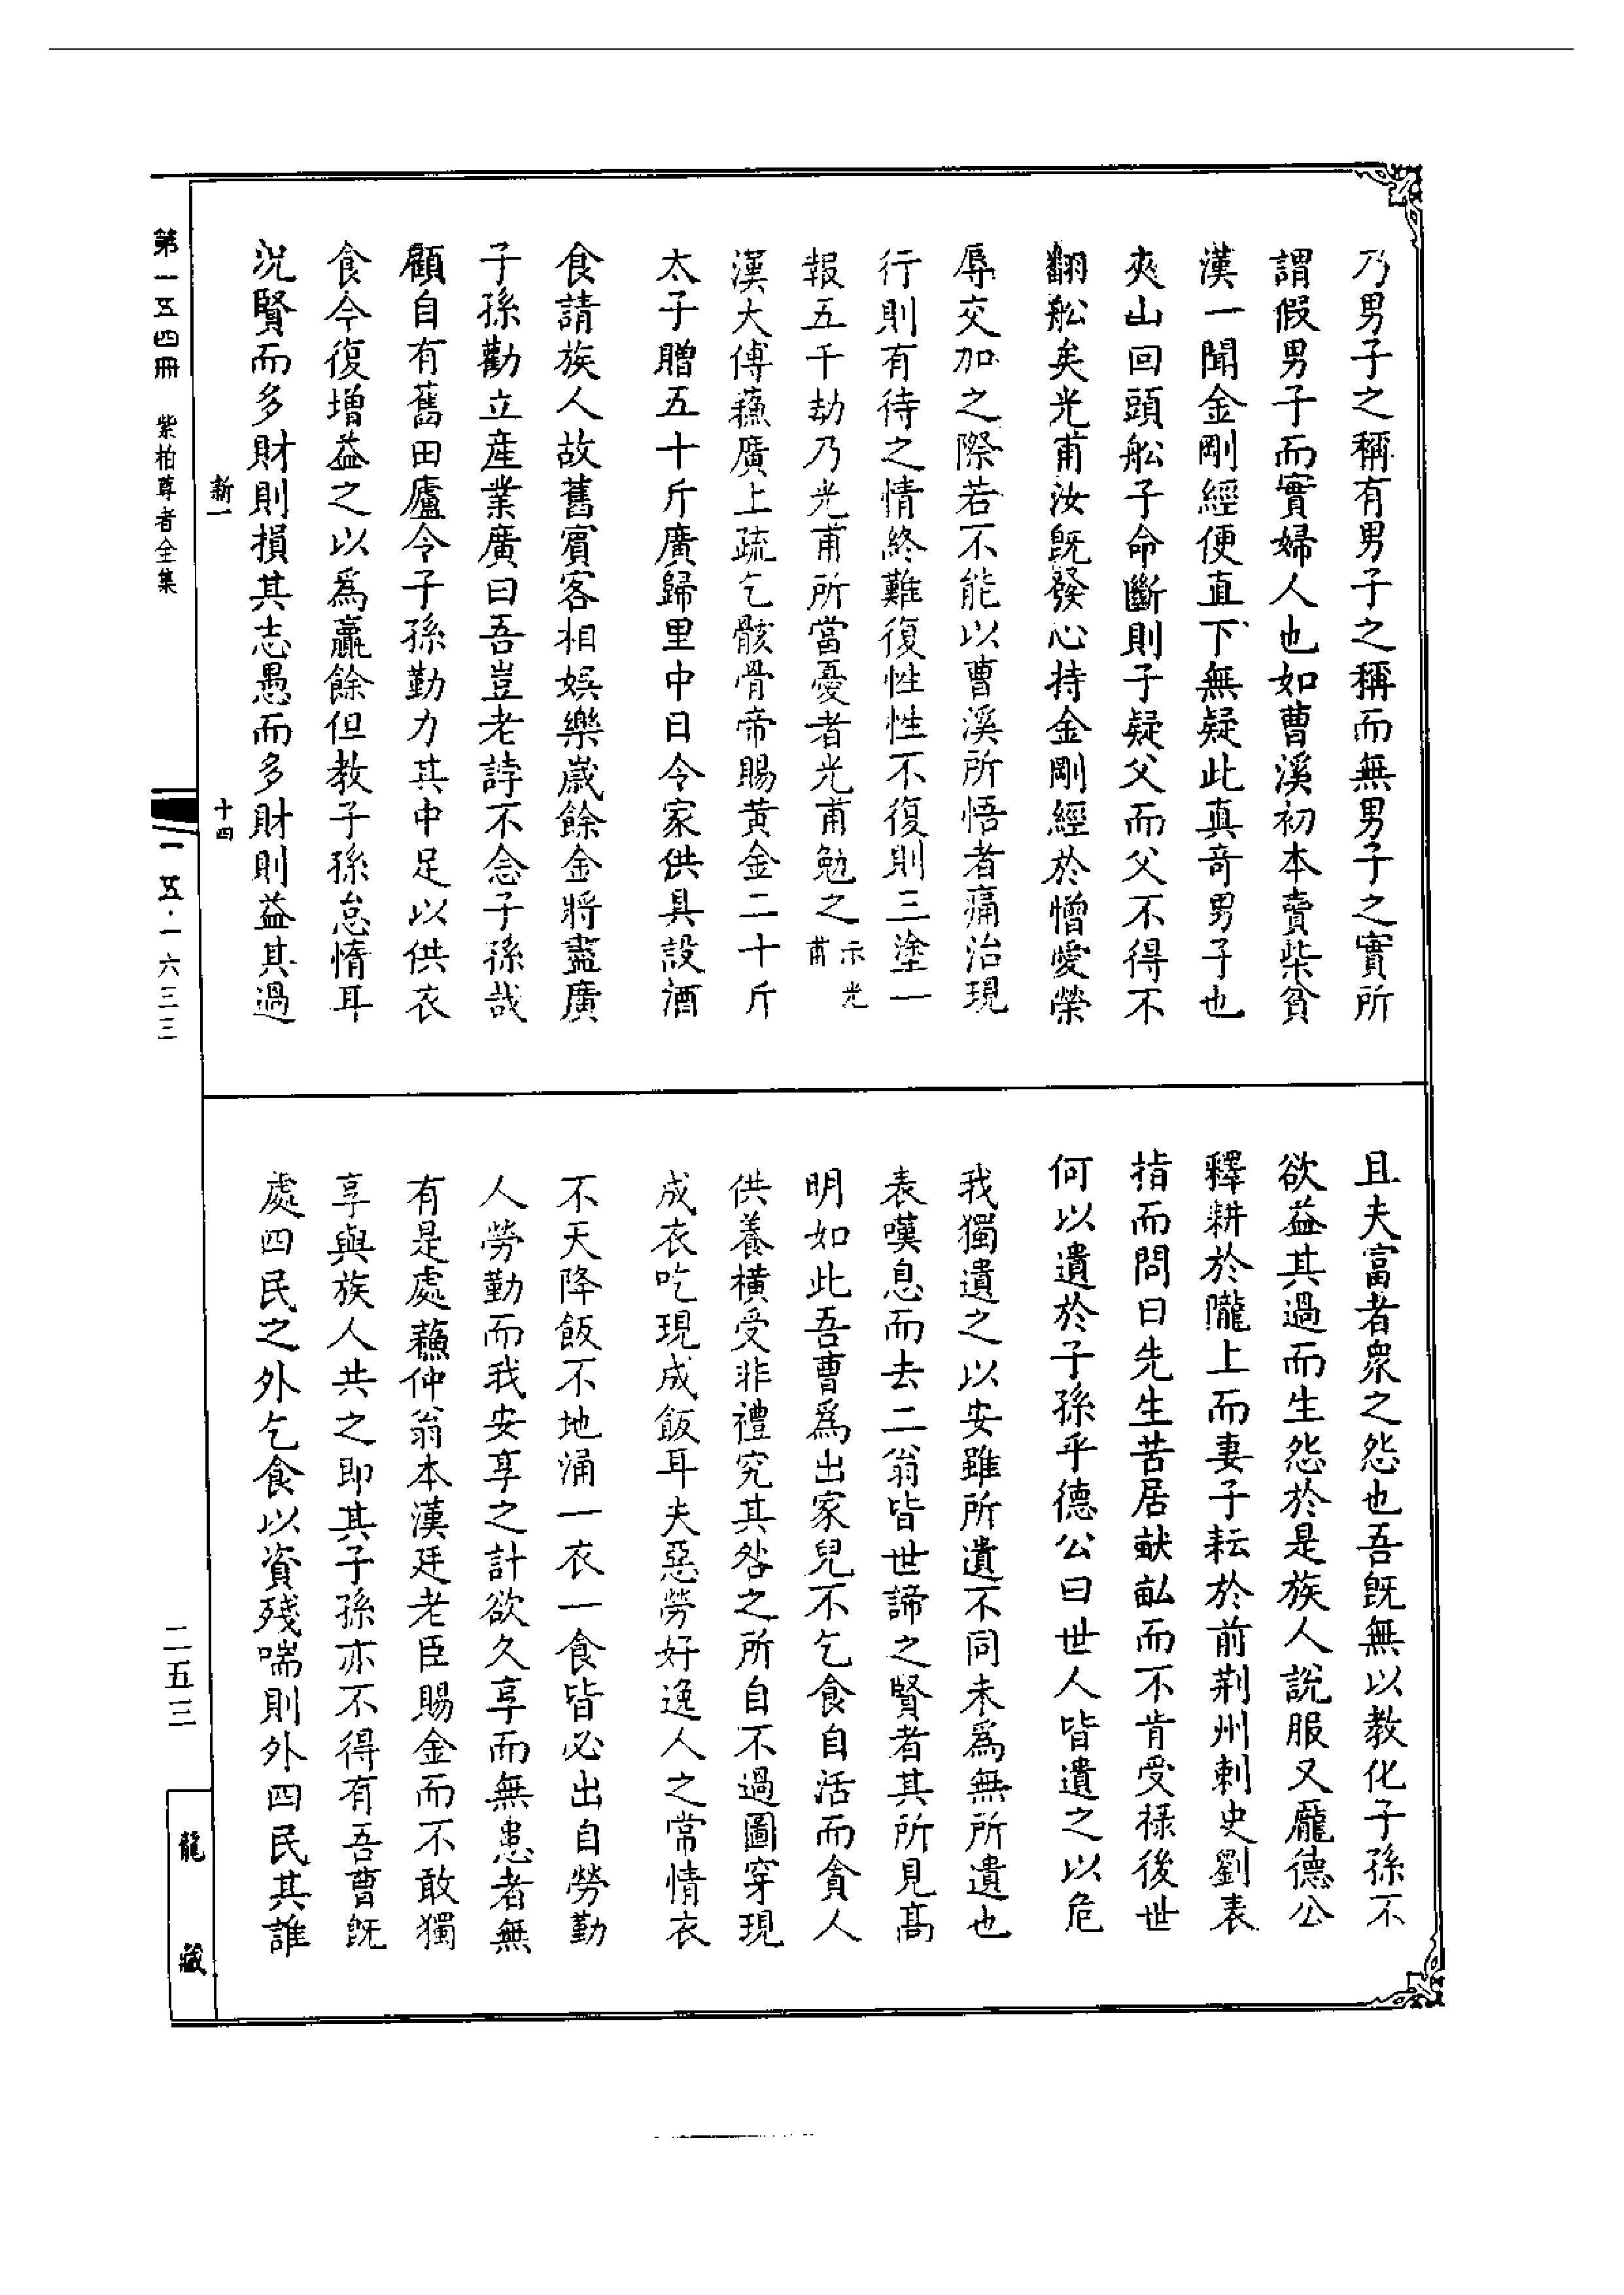 乃男子之稱有男子之稱而無男子之實所
謂假男子而實婦人也如曹溪初本賣柴貧
漢一聞金剛經便直下無疑此真奇男子也
夾山回頭舩子命斷則子疑父而父不得不
翻舩矣光甫汝旣發心持金剛經於憎愛榮
辱交加之際若不能以曹溪所悟者痛治現
行則有待之情終難復性性不復則三塗一
報五千劫乃光甫所當憂者光甫勉之示光甫
漢大傅蘓廣上疏乞骸骨帝賜黃金二十斤
太子贈五十斤廣歸里中日令家供具設酒
食請族人故舊賓客相娛樂歲餘金將盡廣
子孫勸立產業廣曰吾豈老誖不念子孫哉
顧自有舊田廬令子孫勤力其中足以供衣
食今復增益之以爲贏餘但教子孫怠惰耳
況賢而多財則損其志愚而多財則益其過
新一
十四
且夫富者衆之怨也吾旣無以教化子孫不
欲益其過而生怨於是族人說服又龐德公
釋耕於隴上而妻子耘於前荆州刺史劉表
指而問曰先生苦居畎畝而不肯受祿後世
何以遺於子孫乎德公曰世人皆遺之以危
我獨遺之以安雖所遺不同未爲無所遺也
表嘆息而去二翁皆世諦之賢者其所見高
明如此吾曹爲出家兒不乞食自活而貪人
供養橫受非禮究其咎之所自不過圖穿現
成衣吃現成飯耳夫惡勞好逸人之常情衣
不天降飯不地涌一衣一食皆必出自勞勤
人勞勤而我安享之計欲久享而無患者無
有是處蘓仲翁本漢廷老臣賜金而不敢獨
享與族人共之即其子孫亦不得有吾曹旣
處四民之外乞食以資殘喘則外四民其誰
第一五四冊　紫柏尊者全集
一五·一六三三
二五三
龍藏